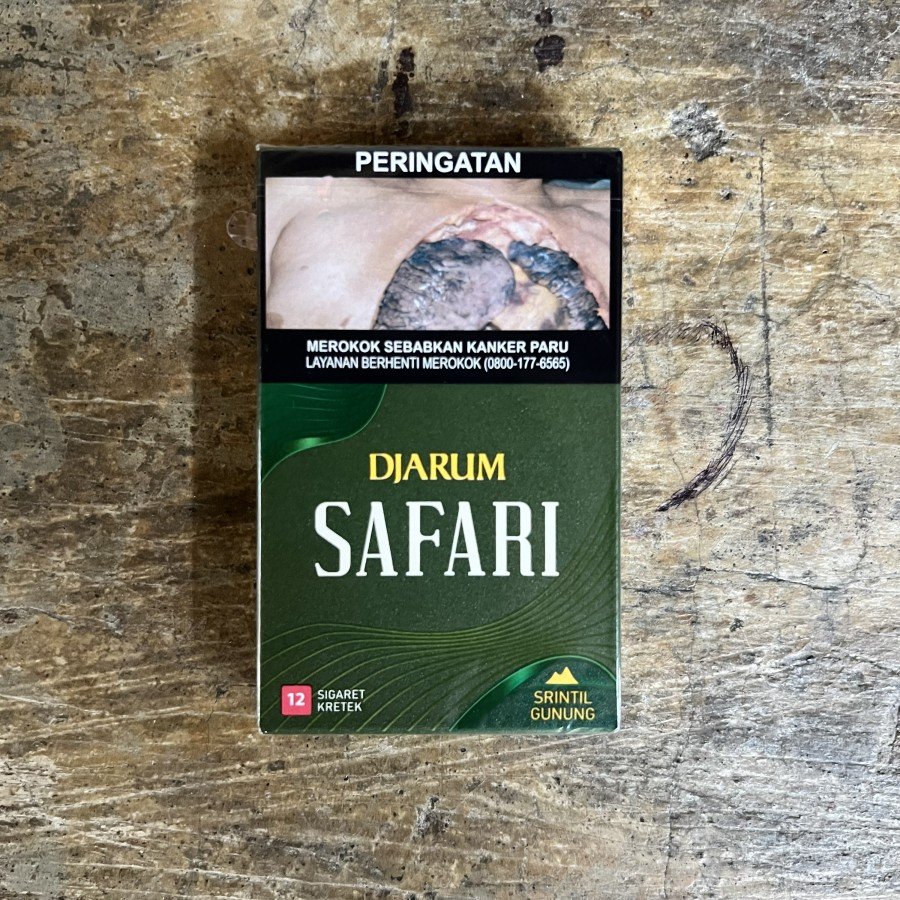 PERINGATAN
MEROKOK SEBABKAN KANKER PARU
LAYANAN BERHENTI MEROKOK (0800-177-6565)
DJARUM
SAFARI
12 SIGARET
KRETEK
SRINTIL
GUNUNG